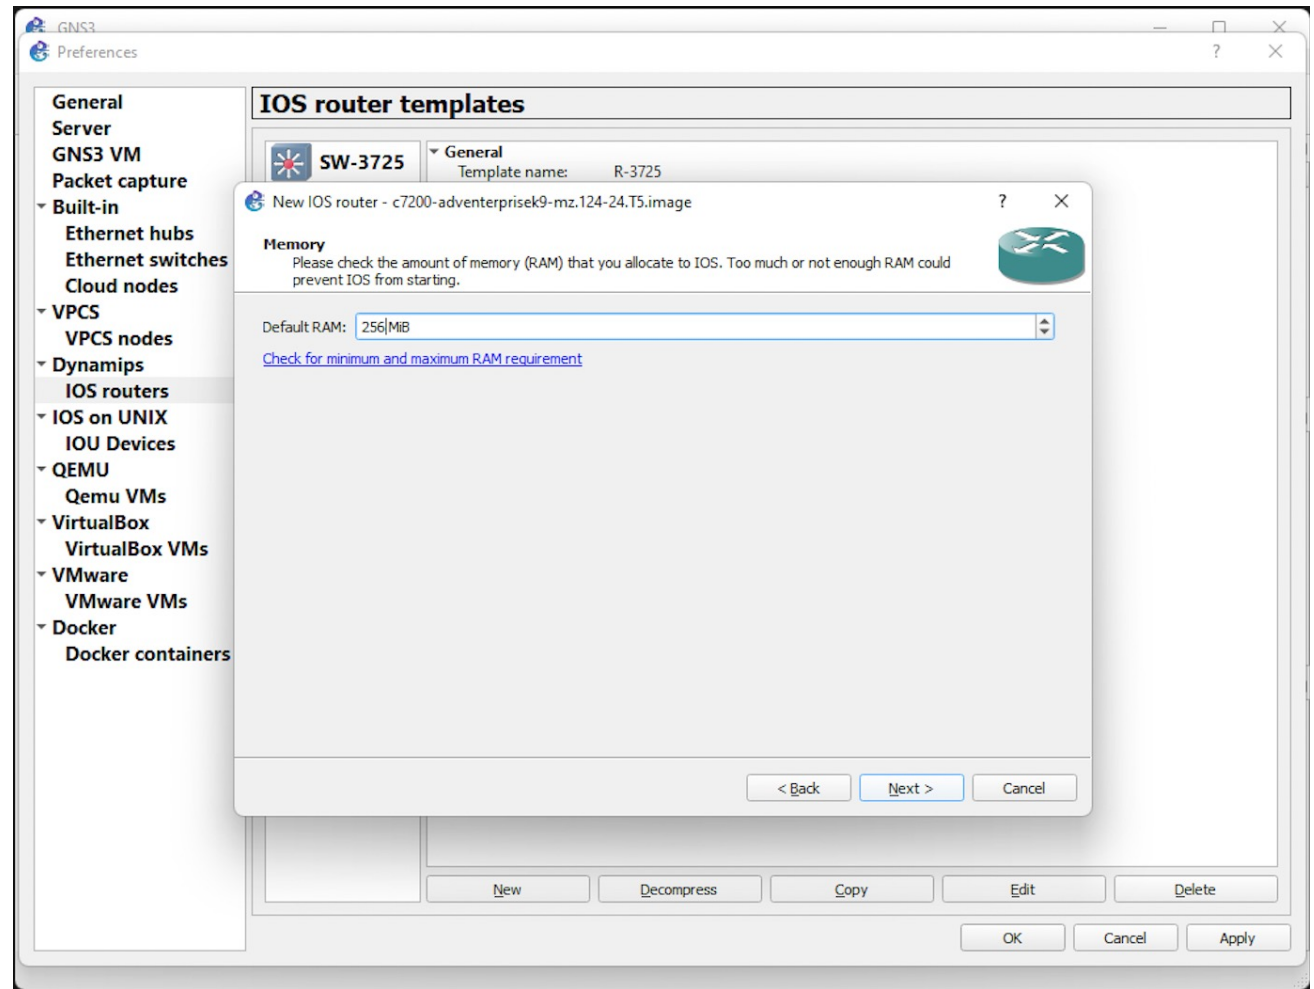 GNS3
Preferences
General
Server
GNS3 VM
Packet capture
Built-in
Ethernet hubs
Ethernet switches
Cloud nodes
VPCS
VPCS nodes
Dynamips
IOS routers
IOS on UNIX
IOU Devices
QEMU
Qemu VMs
VirtualBox
VirtualBox VMs
VMware
VMware VMs
Docker
Docker containers
IOS router templates
SW-3725
General
Template name: R-3725
New IOS router - c7200-adventerprisek9-mz.124-24.T5.image
Memory
Please check the amount of memory (RAM) that you allocate to IOS. Too much or not enough RAM could
prevent IOS from starting.
Default RAM: 256 MiB
Check for minimum and maximum RAM requirement
< Back Next > Cancel
New Decompress Copy Edit Delete
OK Cancel Apply